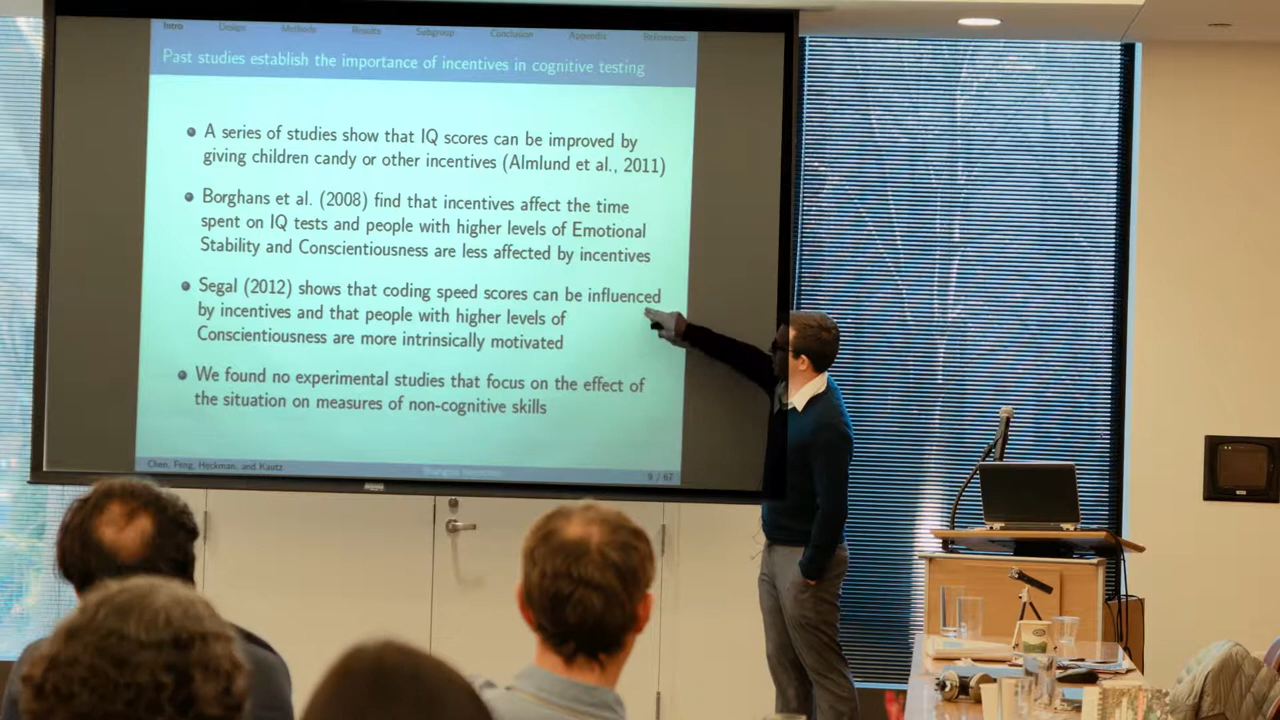 Intro Design Methods Results Subgroup Conclusion Appendix References
Past studies establish the importance of incentives in cognitive testing
A series of studies show that IQ scores can be improved by
giving children candy or other incentives (Almlund et al., 2011)
Borghans et al. (2008) find that incentives affect the time
spent on IQ tests and people with higher levels of Emotional
Stability and Conscientiousness are less affected by incentives
Segal (2012) shows that coding speed scores can be influenced
by incentives and that people with higher levels of
Conscientiousness are more intrinsically motivated
We found no experimental studies that focus on the effect of
the situation on measures of non-cognitive skills
Chen, Feng, Heckman, and Kautz
9 / 67